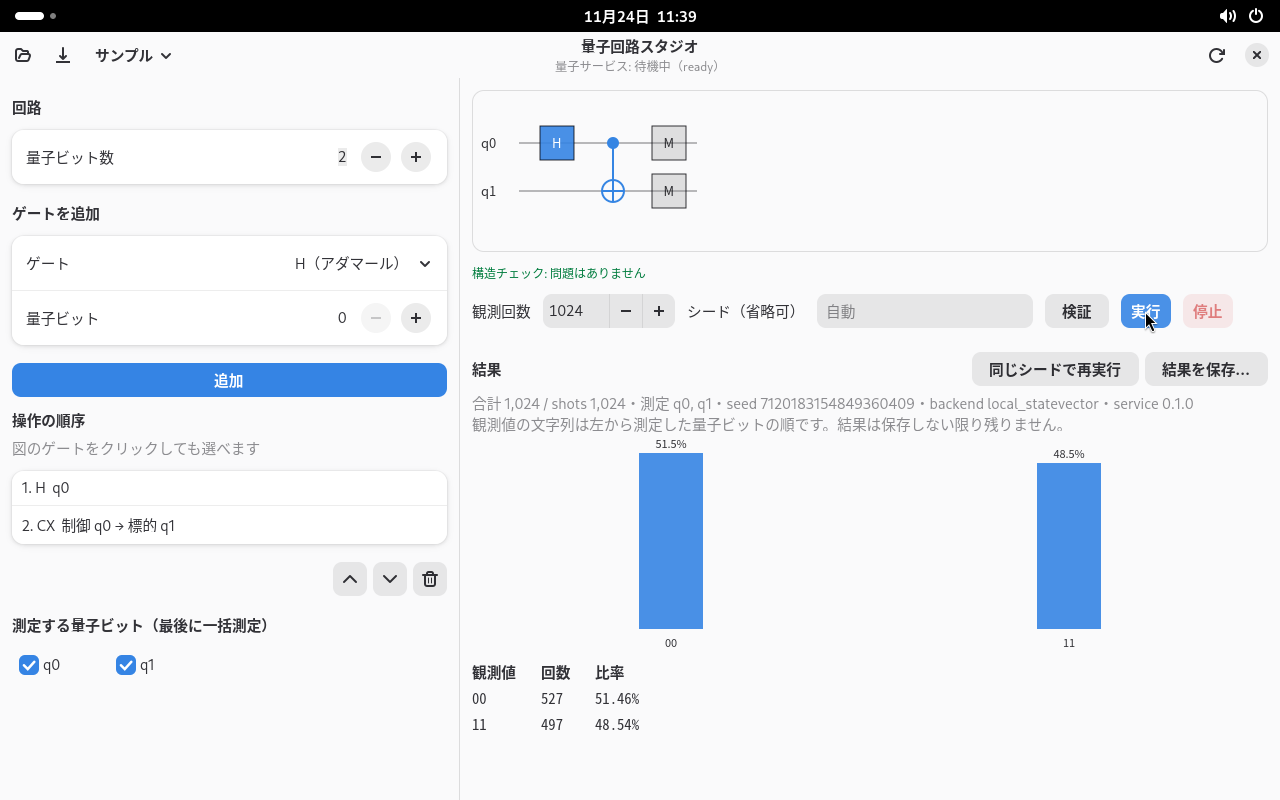 11月24日 11:39
サンプル
量子回路スタジオ
量子サービス: 待機中（ready）
回路
量子ビット数 2
ゲートを追加
ゲート H（アダマール）
量子ビット 0
追加
操作の順序
図のゲートをクリックしても選べます
1. H q0
2. CX 制御 q0 → 標的 q1
測定する量子ビット（最後に一括測定）
q0 q1
q0 H M
q1 M
構造チェック: 問題はありません
観測回数 1024 シード（省略可） 自動 検証 実行 停止
結果 同じシードで再実行 結果を保存...
合計 1,024 / shots 1,024・測定 q0, q1・seed 7120183154849360409・backend local_statevector・service 0.1.0
観測値の文字列は左から測定した量子ビットの順です。結果は保存しない限り残りません。
51.5% 48.5%
00 11
観測値 回数 比率
00 527 51.46%
11 497 48.54%